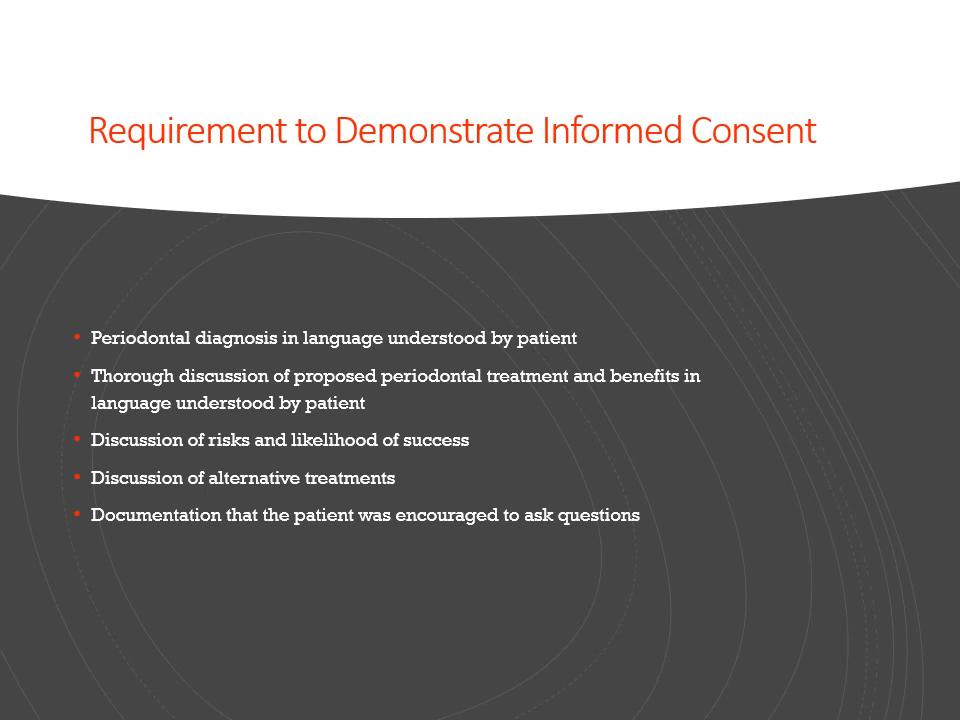 Requirement to Demonstrate Informed Consent
• Periodontal diagnosis in language understood by patient
• Thorough discussion of proposed periodontal treatment and benefits in
language understood by patient
• Discussion of risks and likelihood of success
• Discussion of alternative treatments
• Documentation that the patient was encouraged to ask questions